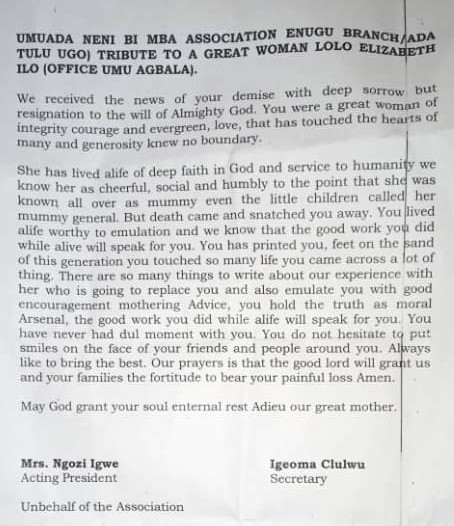 UMUADA NENI BI MBA ASSOCIATION ENUGU BRANCH/ADA
TULU UGO) TRIBUTE TO A GREAT WOMAN LOLO ELIZABETH
ILO (OFFICE UMU AGBALA).
We received the news of your demise with deep sorrow but
resignation to the will of Almighty God. You were a great woman of
integrity courage and evergreen, love, that has touched the hearts of
many and generosity knew no boundary.
She has lived alife of deep faith in God and service to humanity we
know her as cheerful, social and humbly to the point that she was
known all over as mummy even the little children called her
mummy general. But death came and snatched you away. You lived
alife worthy to emulation and we know that the good work you did
while alive will speak for you. You has printed you, feet on the sand
of this generation you touched so many life you came across a lot of
thing. There are so many things to write about our experience with
her who is going to replace you and also emulate you with good
encouragement mothering Advice, you hold the truth as moral
Arsenal, the good work you did while alife will speak for you. You
have never had dul moment with you. You do not hesitate to put
smiles on the face of your friends and people around you. Always
like to bring the best. Our prayers is that the good lord will grant us
and your families the fortitude to bear your painful loss Amen.
May God grant your soul enternal rest Adieu our great mother.
Mrs. Ngozi Igwe Igeoma Clulwu
Acting President Secretary
Unbehalf of the Association